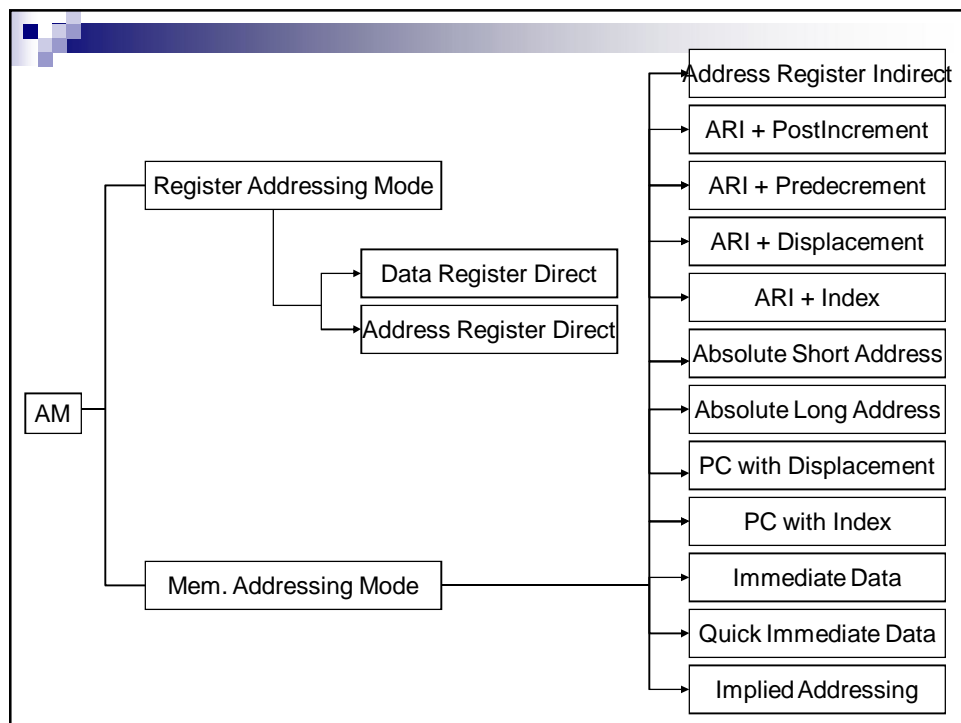 AM
Register Addressing Mode
Data Register Direct
Address Register Direct
Mem. Addressing Mode
Address Register Indirect
ARI + PostIncrement
ARI + Predecrement
ARI + Displacement
ARI + Index
Absolute Short Address
Absolute Long Address
PC with Displacement
PC with Index
Immediate Data
Quick Immediate Data
Implied Addressing